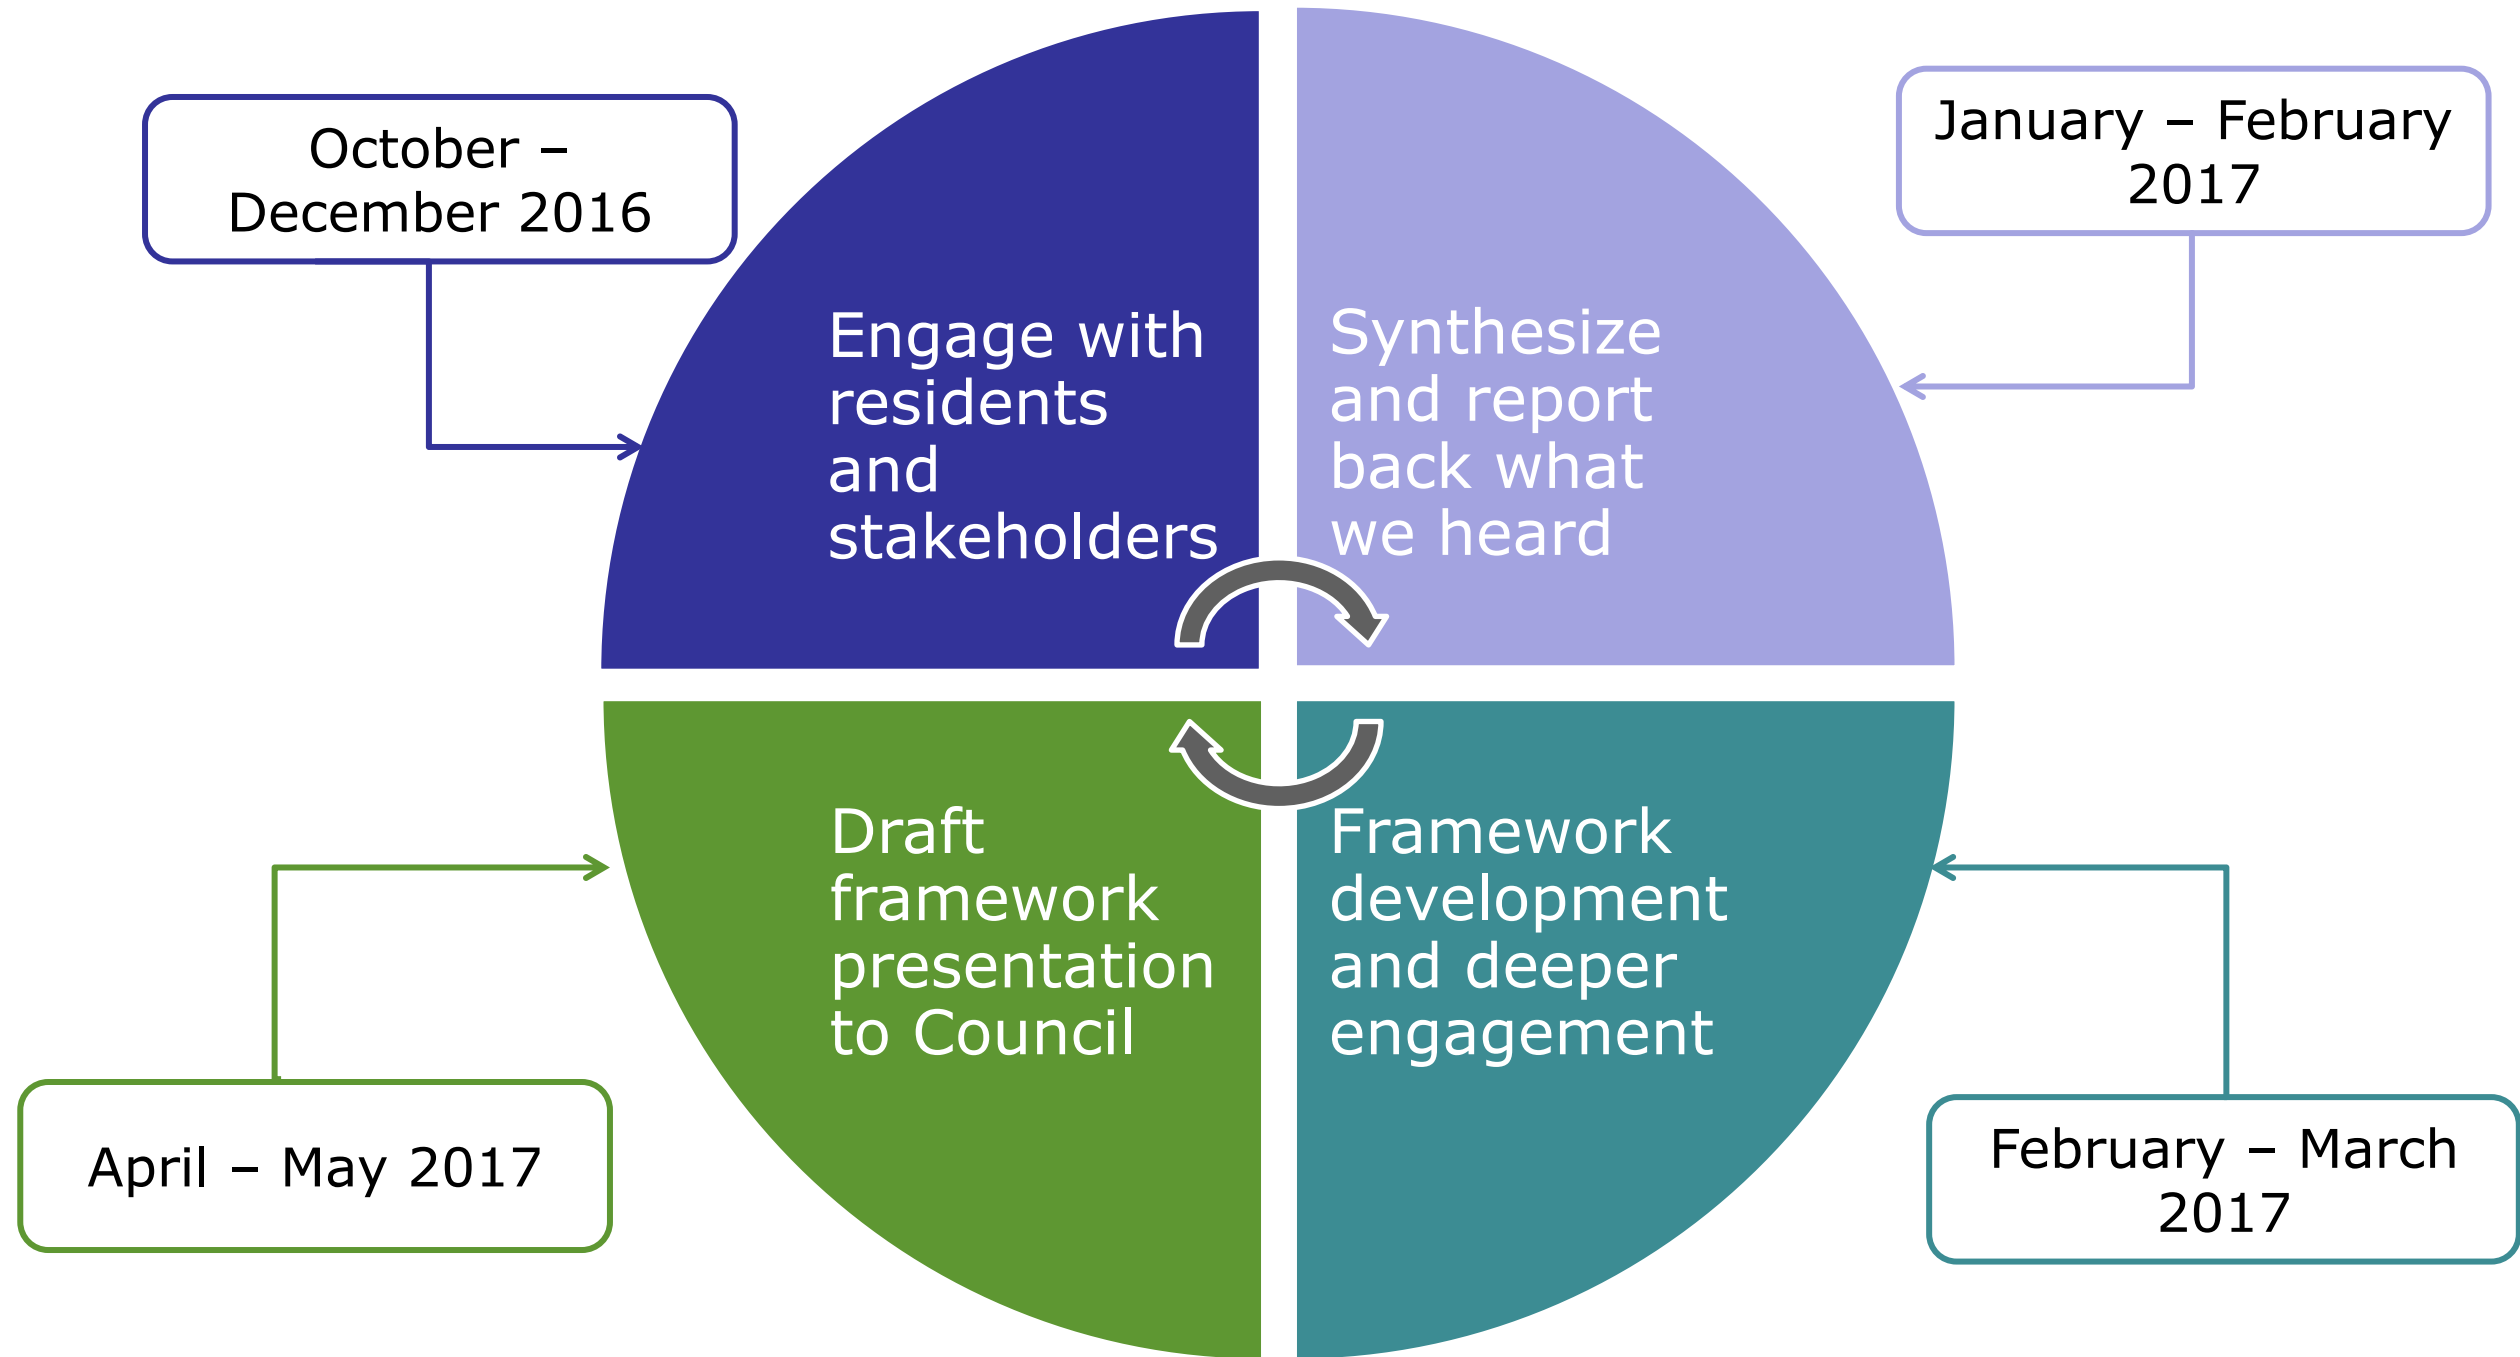 October –
December 2016
January – February
2017
Engage with
residents
and
stakeholders
Synthesize
and report
back what
we heard
Draft
framework
presentation
to Council
Framework
development
and deeper
engagement
April – May 2017
February – March
2017